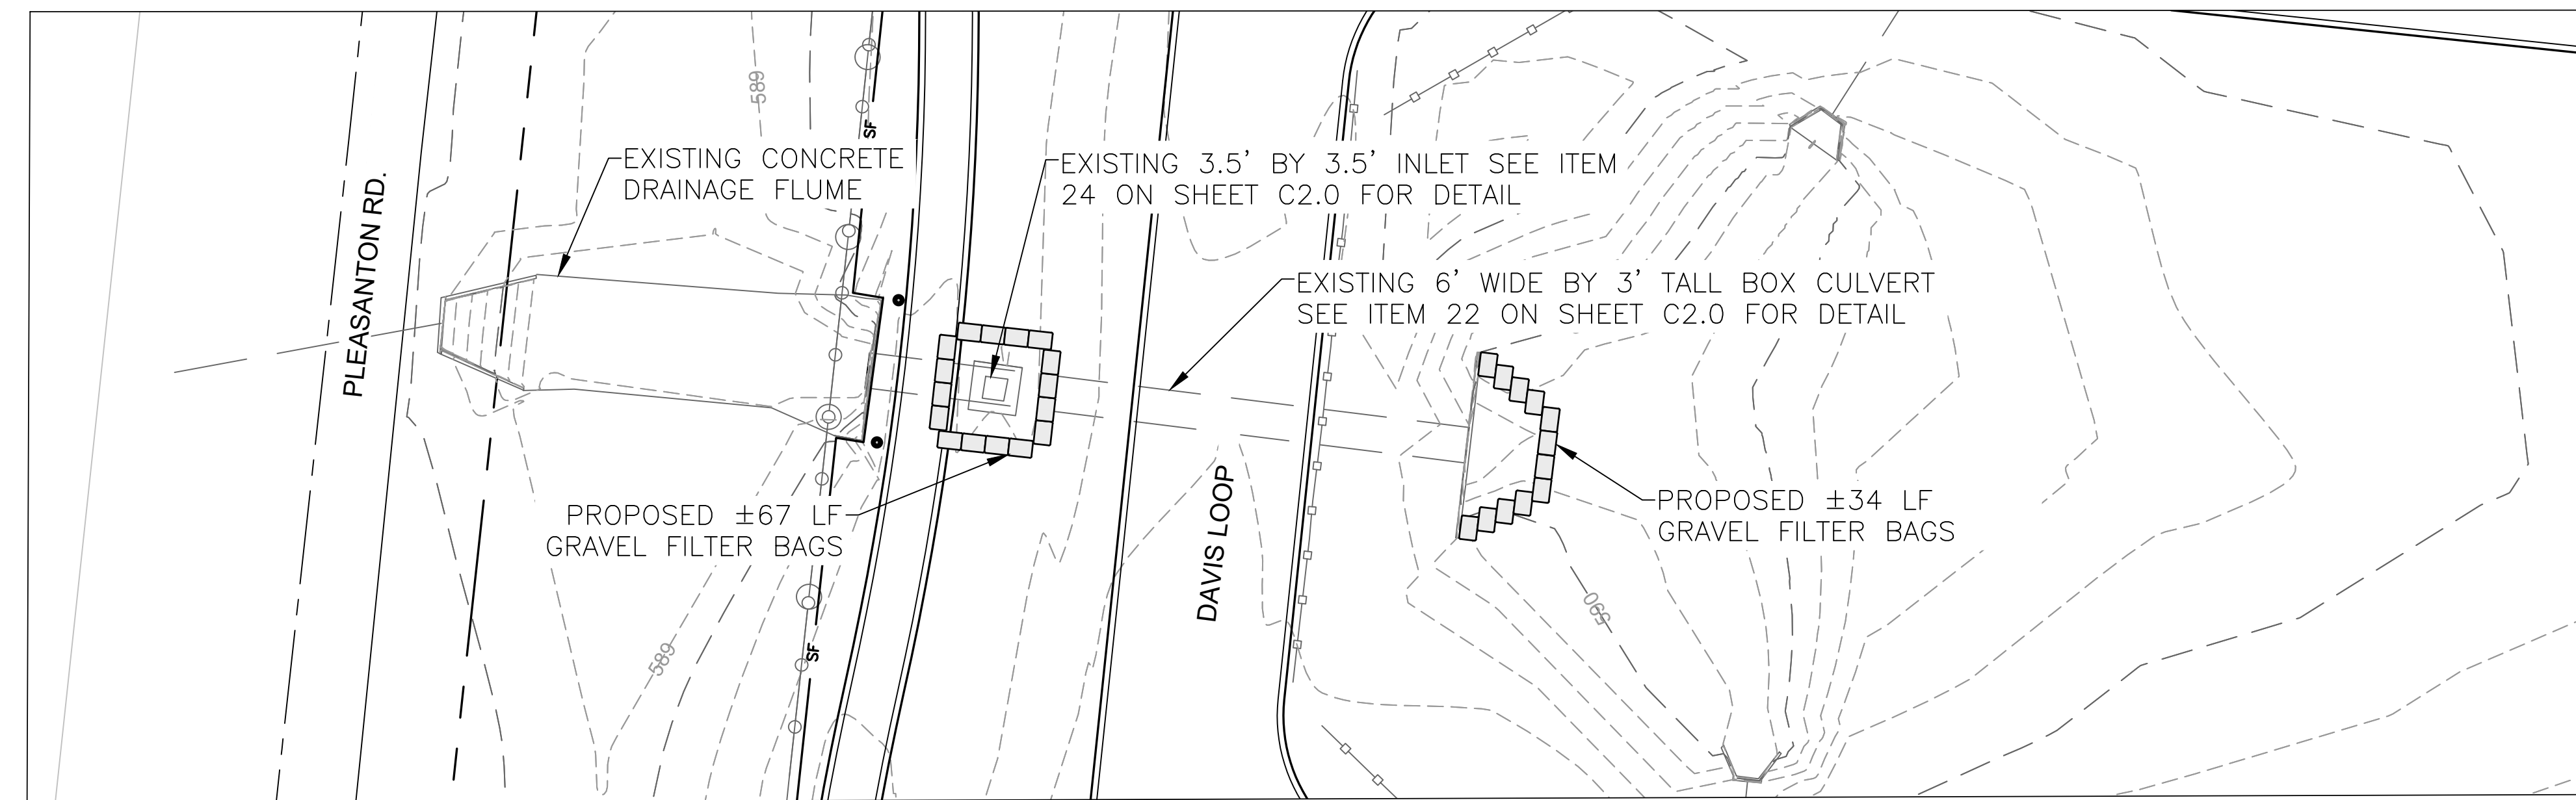 589
SF
EXISTING CONCRETE
DRAINAGE FLUME
EXISTING 3.5' BY 3.5' INLET SEE ITEM
24 ON SHEET C2.0 FOR DETAIL
PLEASANTON RD.
EXISTING 6' WIDE BY 3' TALL BOX CULVERT
SEE ITEM 22 ON SHEET C2.0 FOR DETAIL
PROPOSED ±67 LF
GRAVEL FILTER BAGS
DAVIS LOOP
PROPOSED ±34 LF
GRAVEL FILTER BAGS
590
589
SF